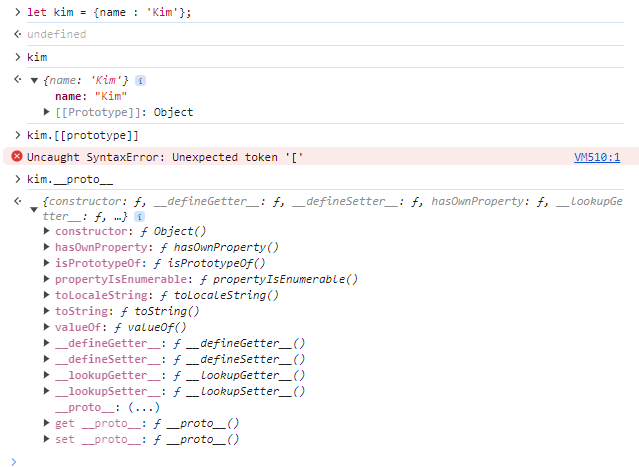 let kim = {name : 'Kim'};
undefined
kim
{name: 'Kim'} i
name: "Kim"
[[Prototype]]: Object
kim.[[prototype]]
Uncaught SyntaxError: Unexpected token '[' VM510:1
kim.__proto__
{constructor: ƒ, __defineGetter__: ƒ, __defineSetter__: ƒ, hasOwnProperty: ƒ, __lookupGe
tter__: ƒ, …} i
constructor: ƒ Object()
hasOwnProperty: ƒ hasOwnProperty()
isPrototypeOf: ƒ isPrototypeOf()
propertyIsEnumerable: ƒ propertyIsEnumerable()
toLocaleString: ƒ toLocaleString()
toString: ƒ toString()
valueOf: ƒ valueOf()
__defineGetter__: ƒ __defineGetter__()
__defineSetter__: ƒ __defineSetter__()
__lookupGetter__: ƒ __lookupGetter__()
__lookupSetter__: ƒ __lookupSetter__()
__proto__: (...)
get __proto__: ƒ __proto__()
set __proto__: ƒ __proto__()